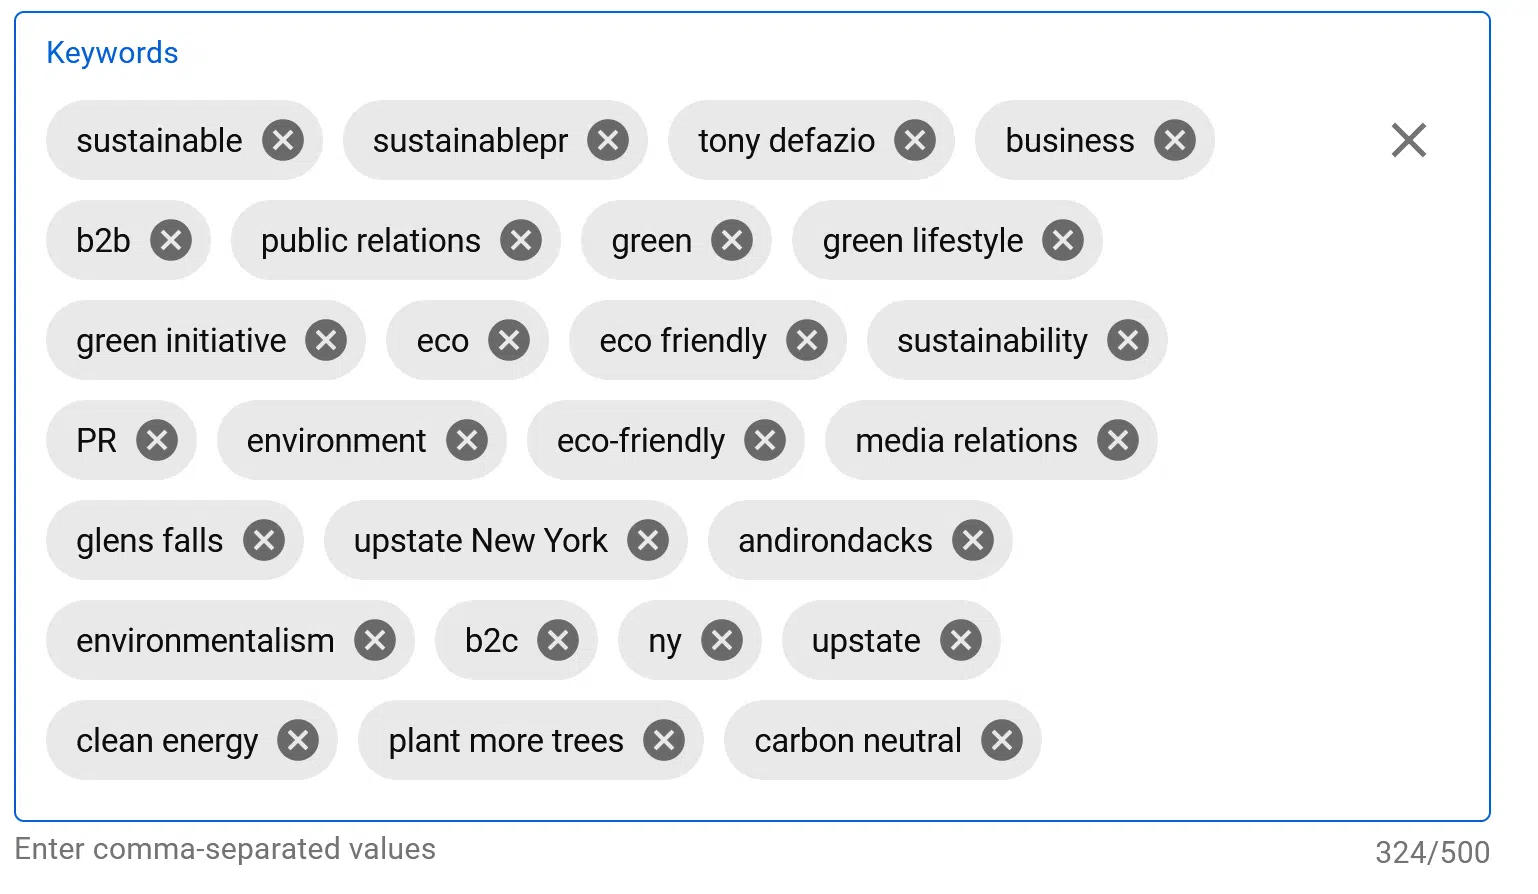 Keywords
sustainable sustainablepr tony defazio business
b2b public relations green green lifestyle
green initiative eco eco friendly sustainability
PR environment eco-friendly media relations
glens falls upstate New York andirondacks
environmentalism b2c ny upstate
clean energy plant more trees carbon neutral
Enter comma-separated values 324/500